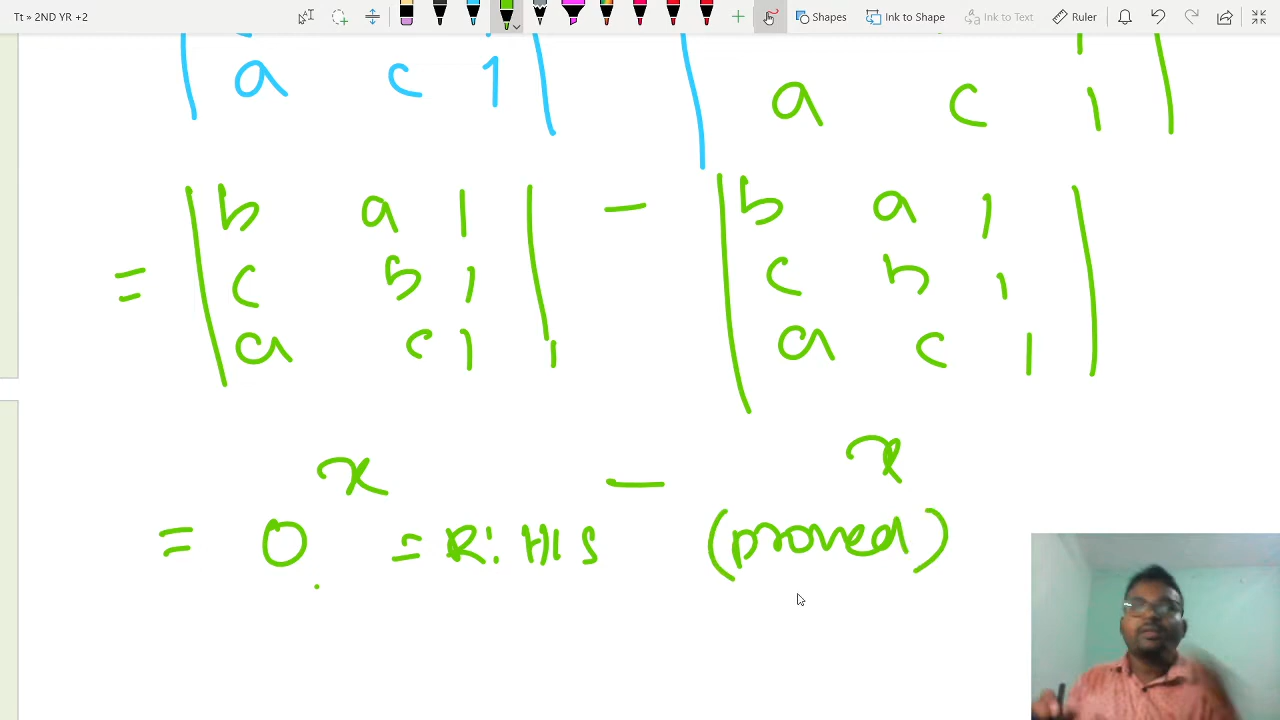 Tt » 2ND YR +2
Shapes Ink to Shape Ink to Text Ruler
a c 1 a c 1
= | b a 1 | - | b a 1 |
| c b 1 | | c b 1 |
| a c 1 | | a c 1 |
x - x
= 0 = R.H.S (proved)